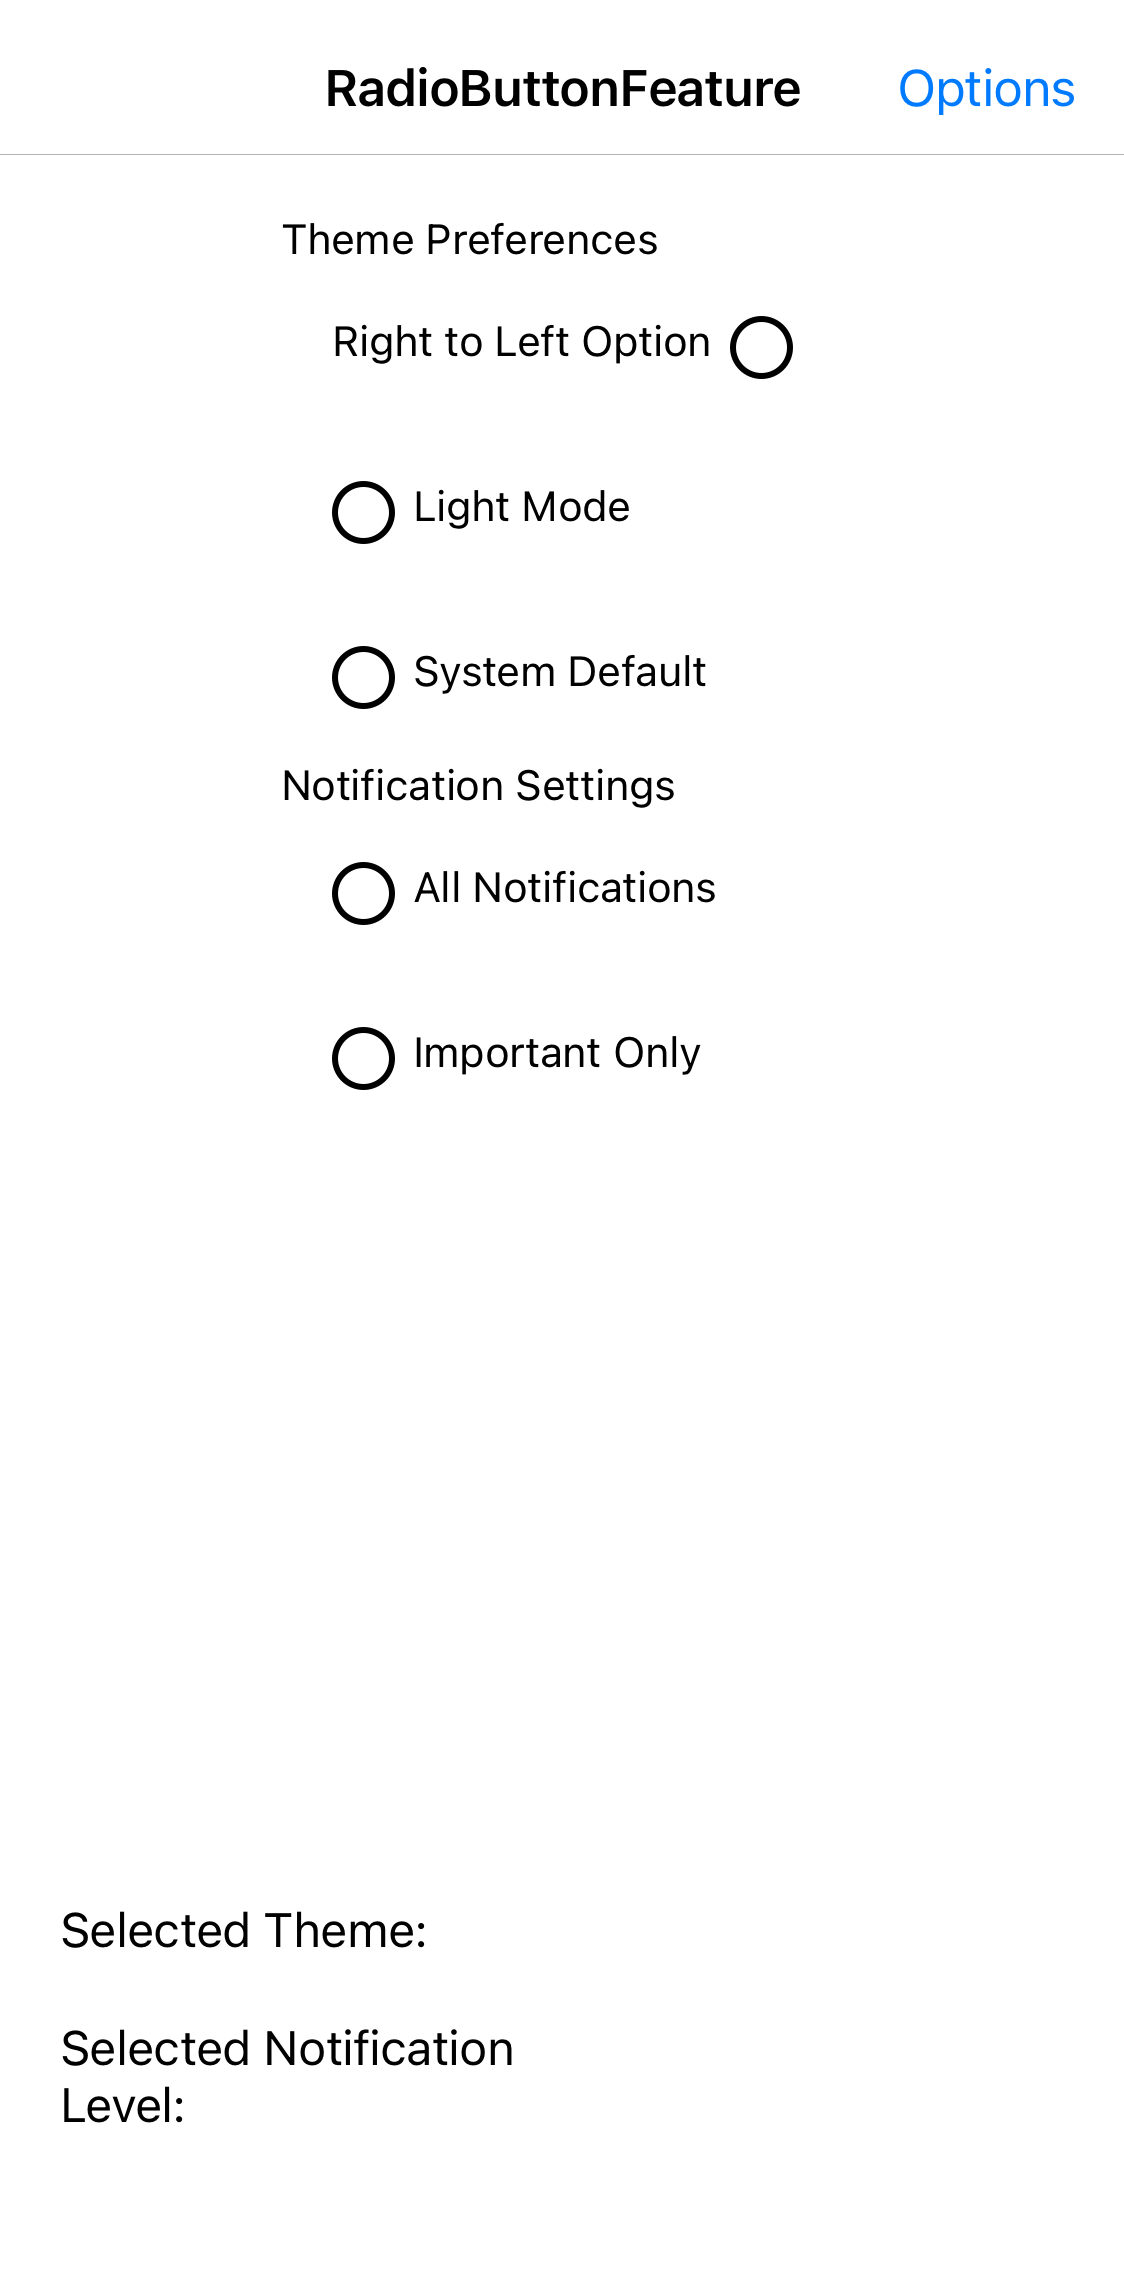 RadioButtonFeature
Options
Theme Preferences
Right to Left Option
Light Mode
System Default
Notification Settings
All Notifications
Important Only
Selected Theme:
Selected Notification
Level: